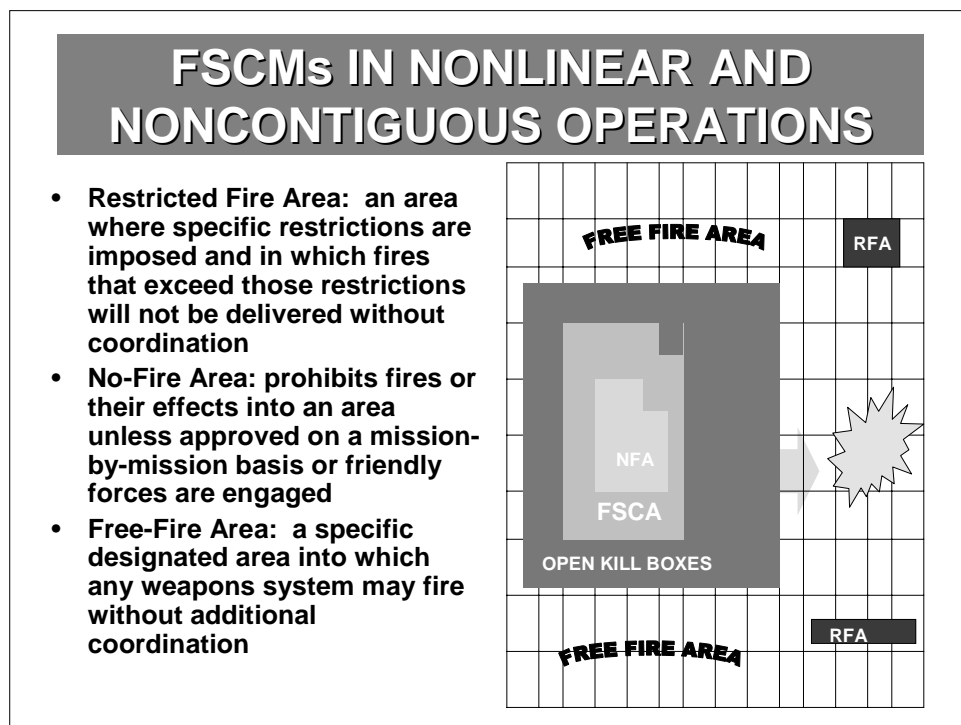 FSCMs IN NONLINEAR AND
NONCONTIGUOUS OPERATIONS
• Restricted Fire Area: an area
where specific restrictions are
imposed and in which fires
that exceed those restrictions
will not be delivered without
coordination
• No-Fire Area: prohibits fires or
their effects into an area
unless approved on a mission-
by-mission basis or friendly
forces are engaged
• Free-Fire Area: a specific
designated area into which
any weapons system may fire
without additional
coordination
FREE FIRE AREA
RFA
NFA
FSCA
OPEN KILL BOXES
RFA
FREE FIRE AREA